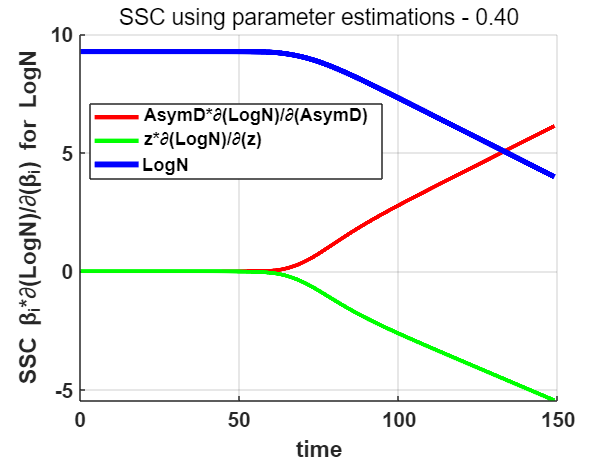 SSC using parameter estimations - 0.40
10
5
0
-5
SSC βᵢ*∂(LogN)/∂(βᵢ) for LogN
AsymD*∂(LogN)/∂(AsymD)
z*∂(LogN)/∂(z)
LogN
0 50 100 150
time